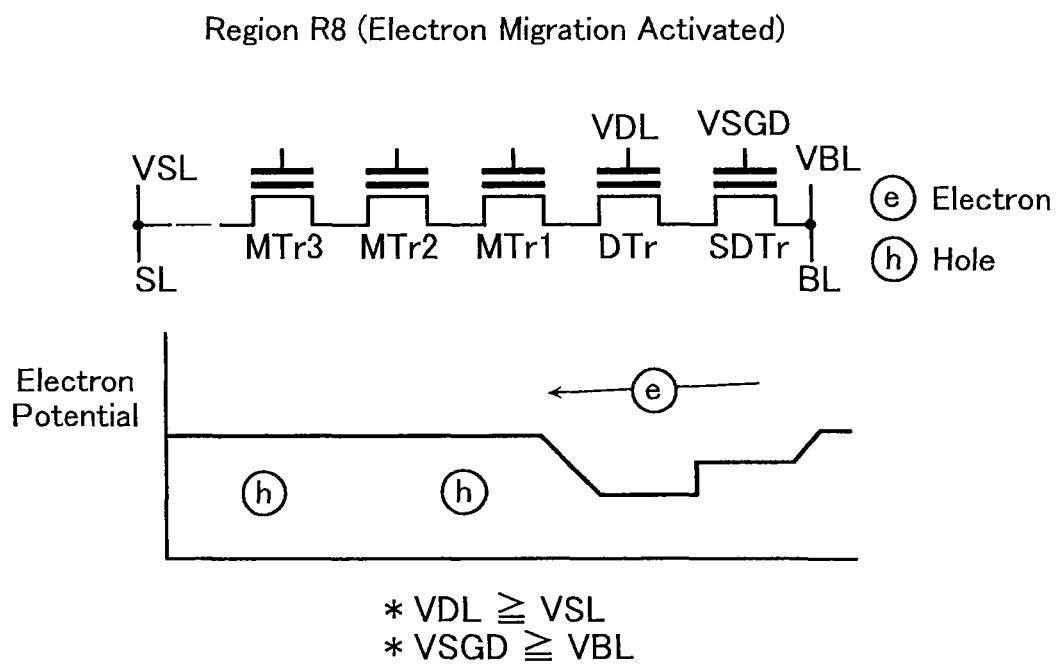 Region R8 (Electron Migration Activated)
VDL VSGD
VSL VBL
e Electron
MTr3 MTr2 MTr1 DTr SDTr
h Hole
SL BL
Electron
Potential
e
h h
* VDL ≧ VSL
* VSGD ≧ VBL